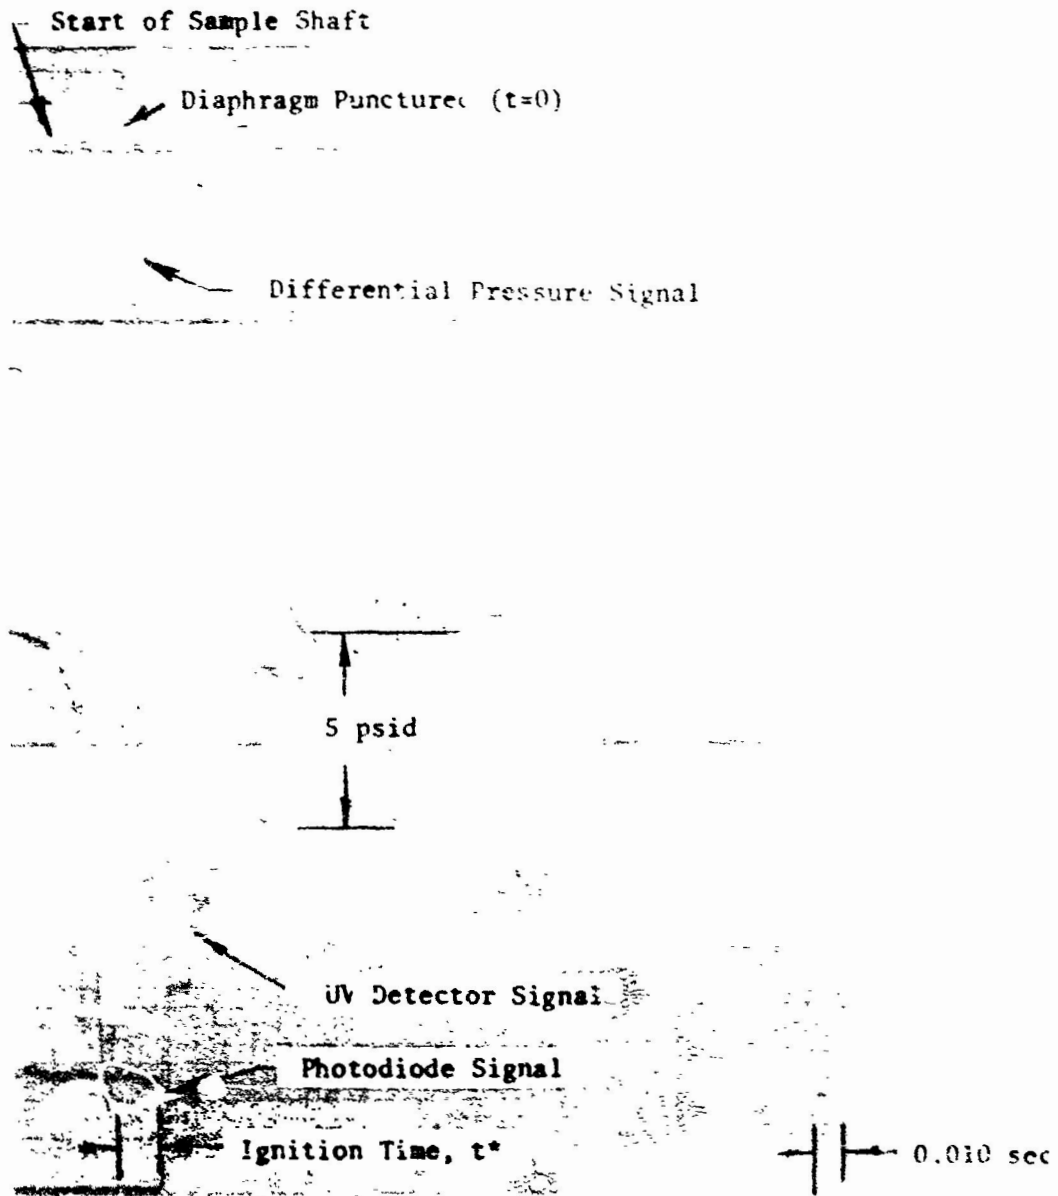 Start of Sample Shaft
Diaphragm Punctured (t=0)
Differential Pressure Signal
5 psid
UV Detector Signal
Photodiode Signal
Ignition Time, t*
0.010 sec